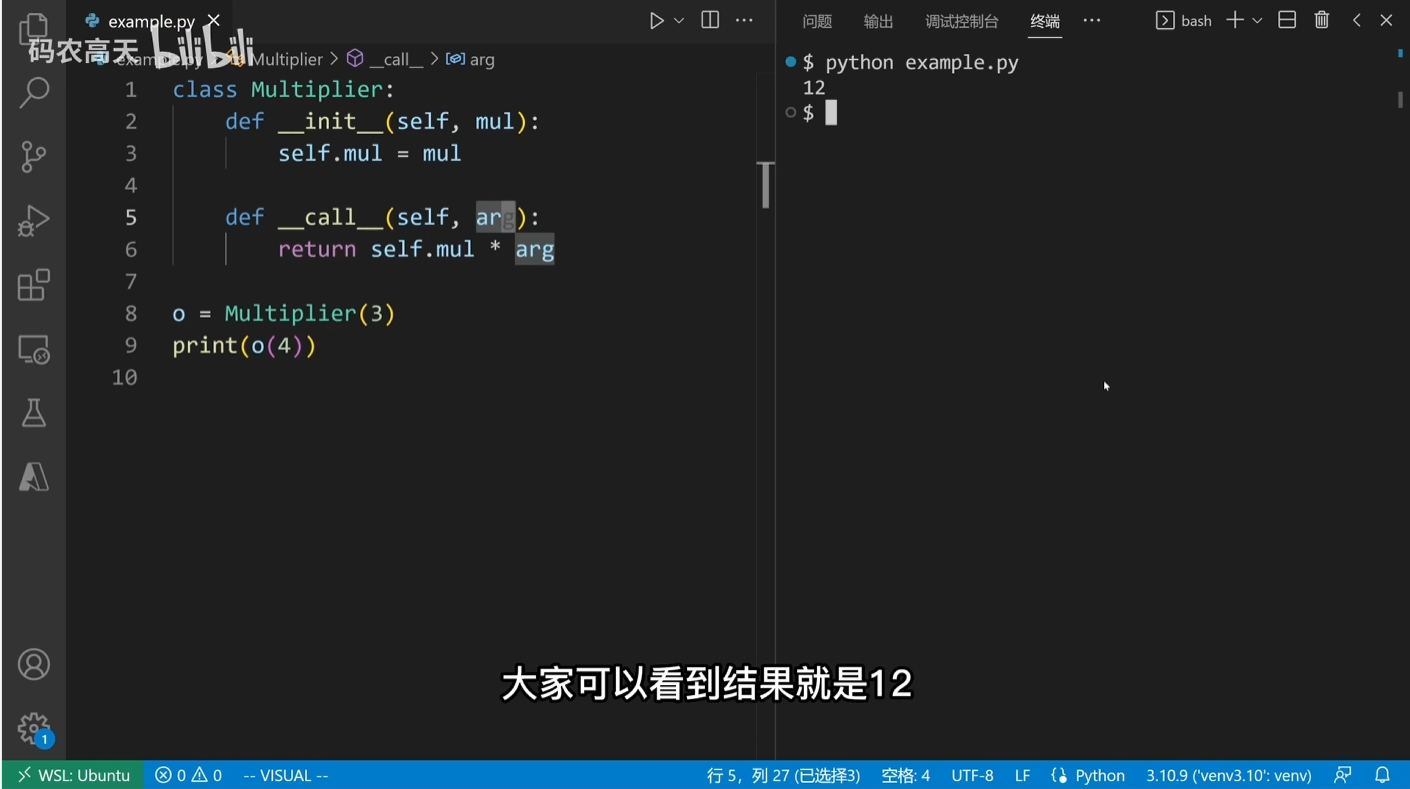 example.py
问题 输出 调试控制台 终端 ··· bash
码农高天 bilibili
example.py > Multiplier > __call__ > arg
1 class Multiplier:
2     def __init__(self, mul):
3         self.mul = mul
4
5     def __call__(self, arg):
6         return self.mul * arg
7
8 o = Multiplier(3)
9 print(o(4))
10
$ python example.py
12
$
大家可以看到结果就是12
1
WSL: Ubuntu 0 0 -- VISUAL -- 行 5，列 27 (已选择3) 空格: 4 UTF-8 LF Python 3.10.9 ('venv3.10': venv)